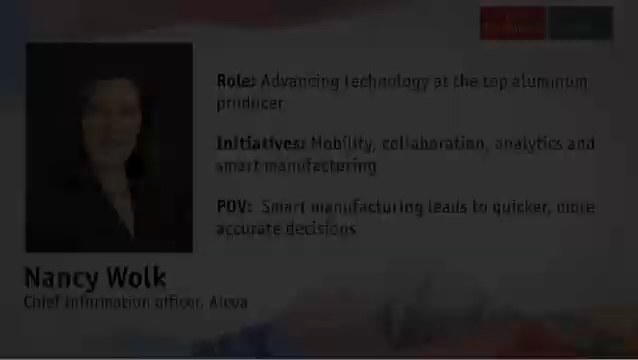 Role: Advancing technology at the top aluminum
producer
Initiatives: Mobility, collaboration, analytics and
smart manufacturing
POV: Smart manufacturing leads to quicker, more
accurate decisions
Nancy Wolk
Chief information officer, Alcoa